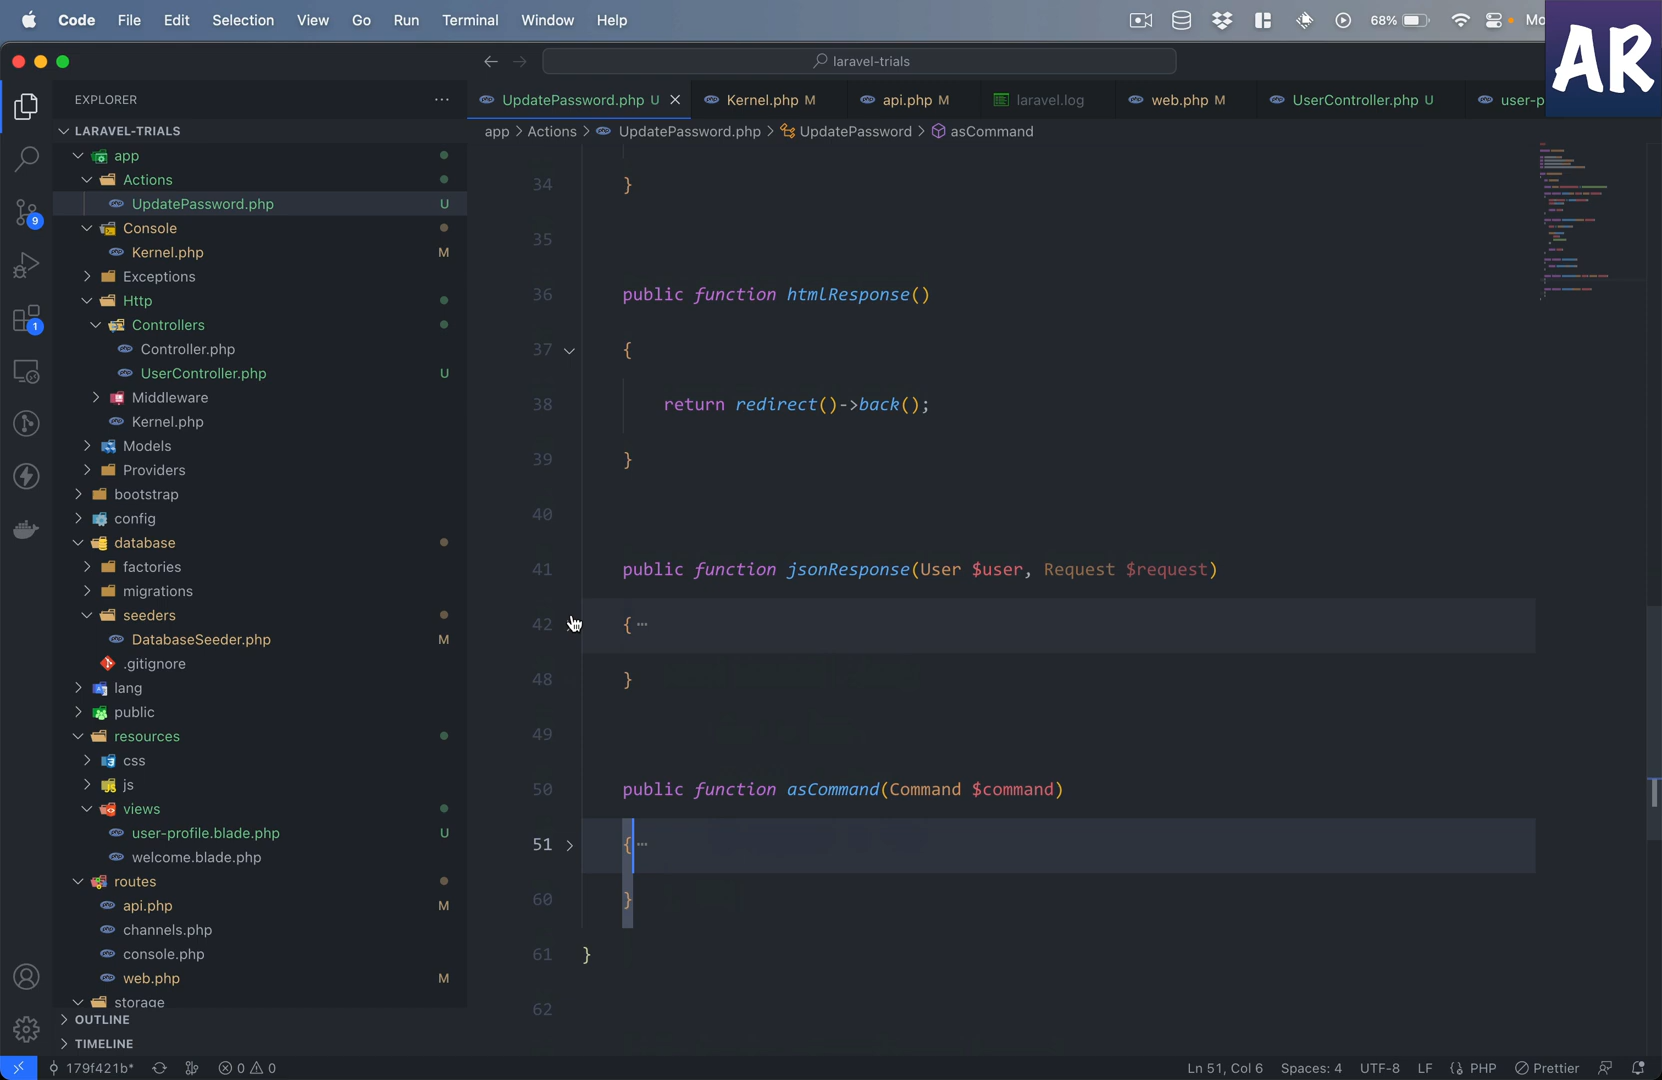 Code File Edit Selection View Go Run Terminal Window Help 68% Mo
AR
laravel-trials
EXPLORER
UpdatePassword.php U
Kernel.php M
api.php M
laravel.log
web.php M
UserController.php U
user-p
app > Actions > UpdatePassword.php > UpdatePassword > asCommand
LARAVEL-TRIALS
app
Actions
UpdatePassword.php U
Console
Kernel.php M
Exceptions
Http
Controllers
Controller.php
UserController.php U
Middleware
Kernel.php
Models
Providers
bootstrap
config
database
factories
migrations
seeders
DatabaseSeeder.php M
.gitignore
lang
public
resources
css
js
views
user-profile.blade.php U
welcome.blade.php
routes
api.php M
channels.php
console.php
web.php M
storage
OUTLINE
TIMELINE
9
1
34 }
35
36 public function htmlResponse()
37 {
38 return redirect()->back();
39 }
40
41 public function jsonResponse(User $user, Request $request)
42 { ⋯
48 }
49
50 public function asCommand(Command $command)
51 { ⋯
60 }
61 }
62
179f421b* 0 0 Ln 51, Col 6 Spaces: 4 UTF-8 LF PHP Prettier